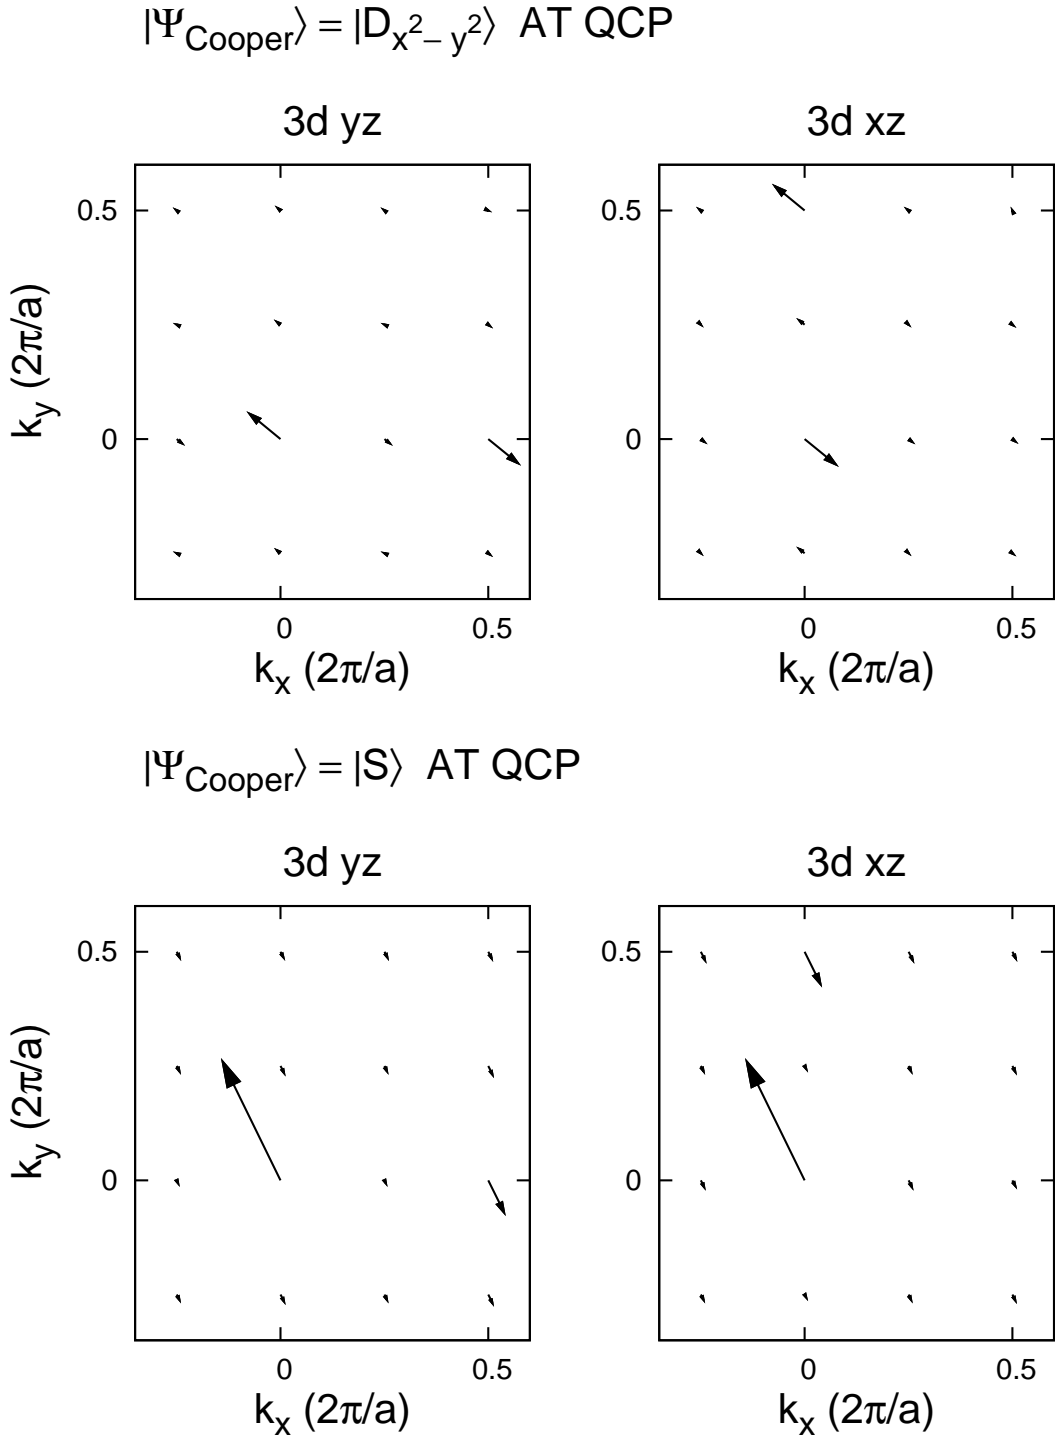 |Ψ_Cooper⟩ = |D_x²− y²⟩ AT QCP
3d yz
3d xz
0.5
0
0
0.5
k_y (2π/a)
k_x (2π/a)
0.5
0
0
0.5
k_x (2π/a)
|Ψ_Cooper⟩ = |S⟩ AT QCP
3d yz
3d xz
0.5
0
0
0.5
k_y (2π/a)
k_x (2π/a)
0.5
0
0
0.5
k_x (2π/a)